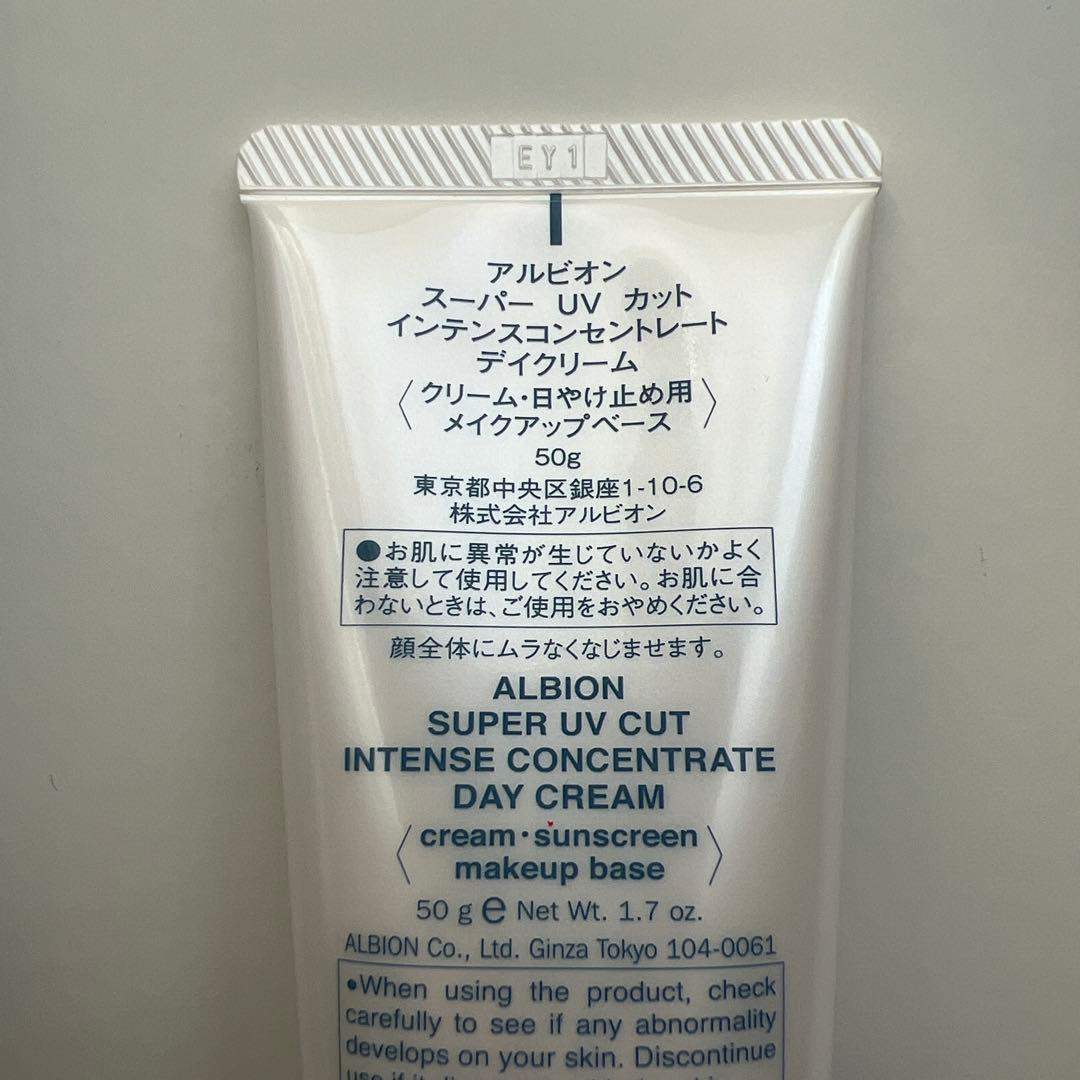 EY1
アルビオン
スーパー UV カット
インテンスコンセントレート
デイクリーム
〈クリーム・日やけ止め用
メイクアップベース〉
50g
東京都中央区銀座1-10-6
株式会社アルビオン
●お肌に異常が生じていないかよく
注意して使用してください。お肌に合
わないときは、ご使用をおやめください。
顔全体にムラなくなじませます。
ALBION
SUPER UV CUT
INTENSE CONCENTRATE
DAY CREAM
〈cream・sunscreen
makeup base〉
50 g ℮ Net Wt. 1.7 oz.
ALBION Co., Ltd. Ginza Tokyo 104-0061
•When using the product, check
carefully to see if any abnormality
develops on your skin. Discontinue
use if it